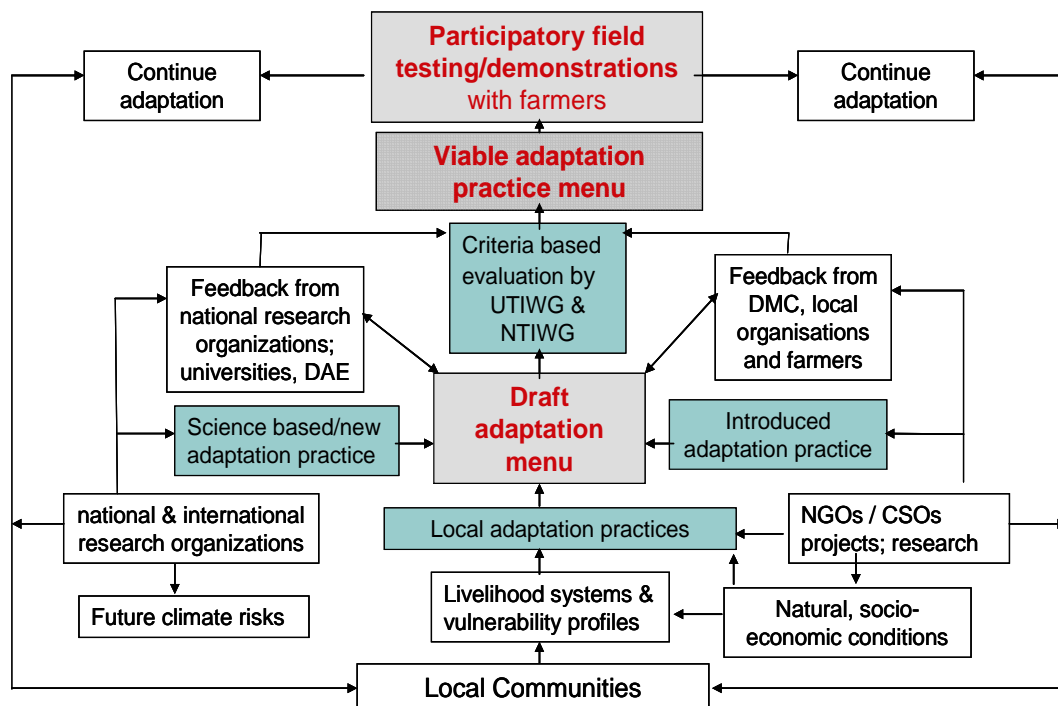 Continue
adaptation
Participatory field
testing/demonstrations
with farmers
Continue
adaptation
Viable adaptation
practice menu
Criteria based
evaluation by
UTIWG &
NTIWG
Feedback from
national research
organizations;
universities, DAE
Feedback from
DMC, local
organisations
and farmers
Draft
adaptation
menu
Science based/new
adaptation practice
Introduced
adaptation practice
national & international
research organizations
Local adaptation practices
NGOs / CSOs
projects; research
Future climate risks
Livelihood systems &
vulnerability profiles
Natural, socio-
economic conditions
Local Communities